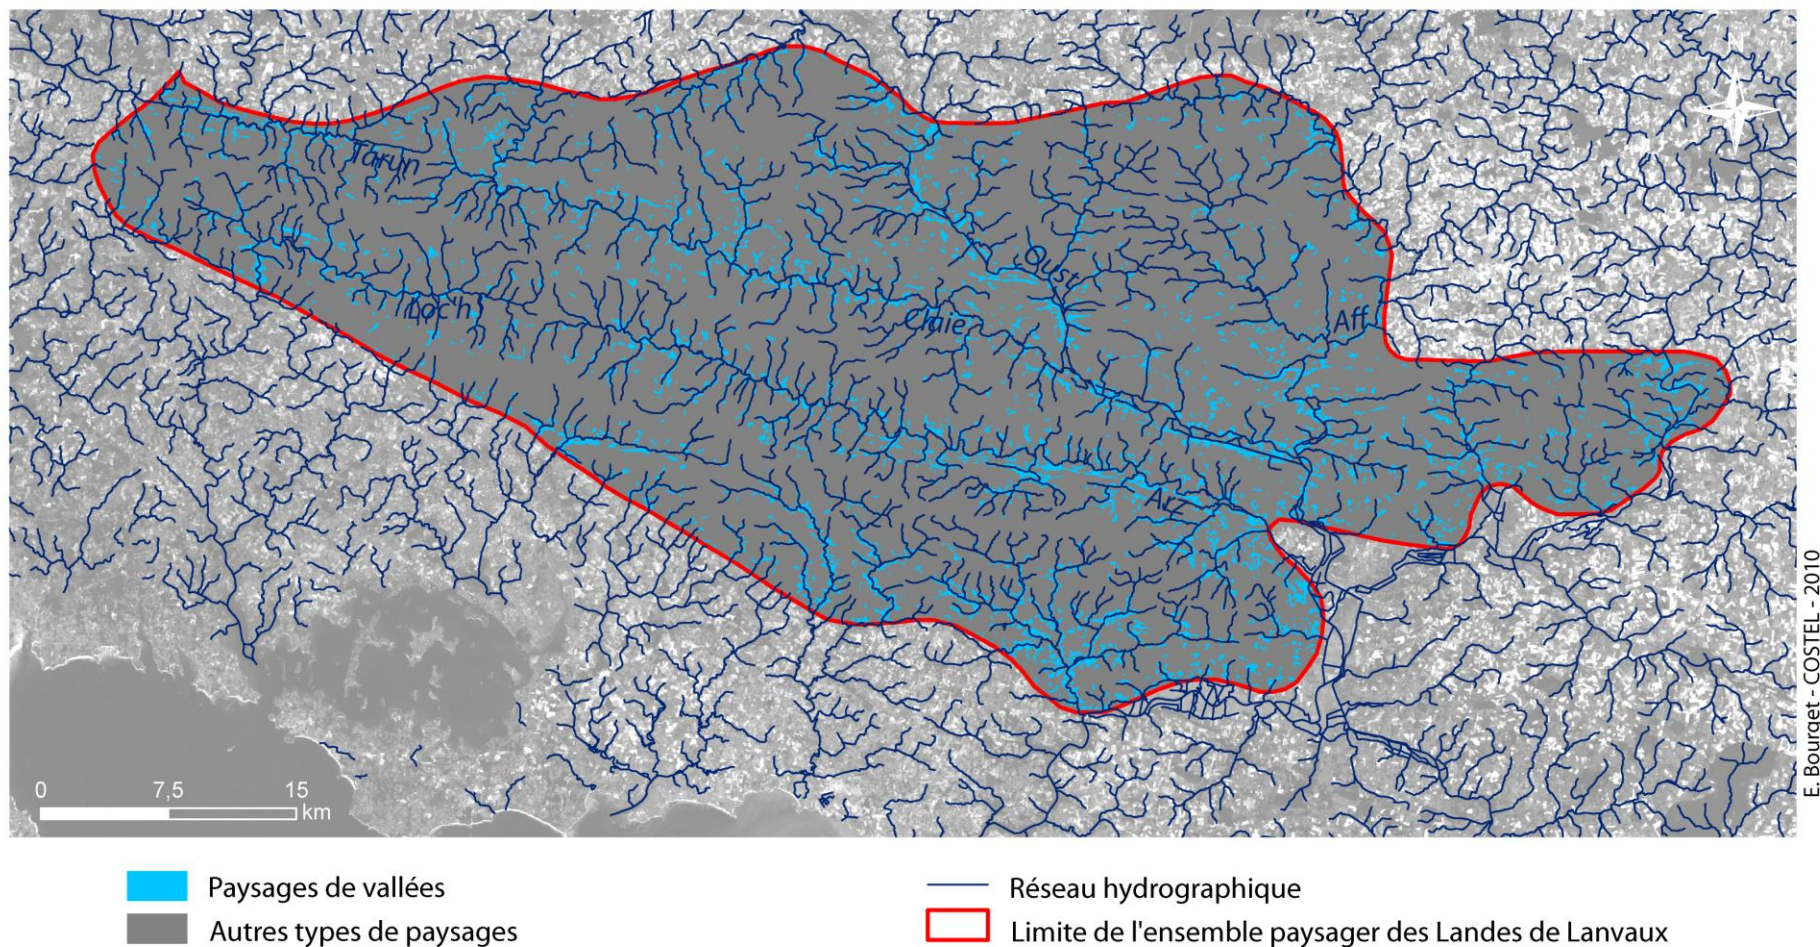 Tarun
Oust
Loc'h
Claie
Aff
Arz
0 7,5 15
km
E. Bourget - COSTEL - 2010
Paysages de vallées
Réseau hydrographique
Autres types de paysages
Limite de l'ensemble paysager des Landes de Lanvaux